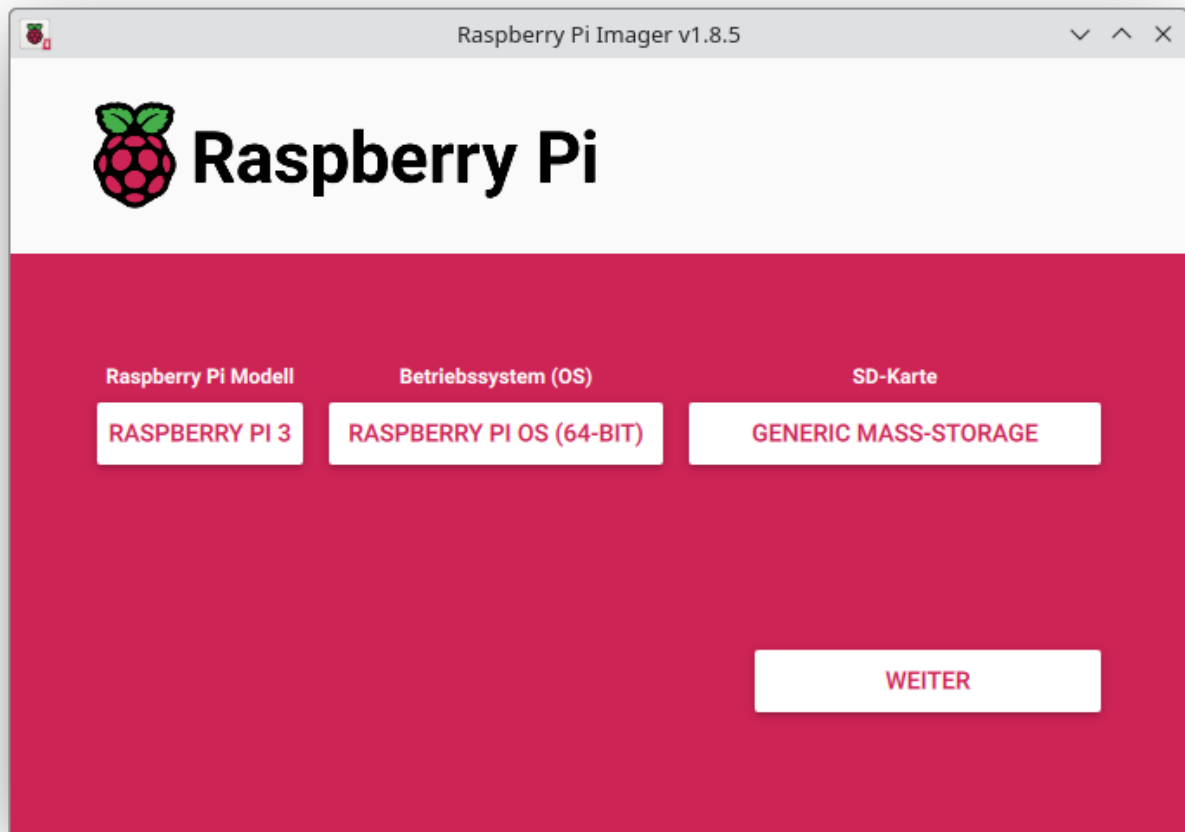 Raspberry Pi Imager v1.8.5
Raspberry Pi
Raspberry Pi Modell
Betriebssystem (OS)
SD-Karte
RASPBERRY PI 3
RASPBERRY PI OS (64-BIT)
GENERIC MASS-STORAGE
WEITER